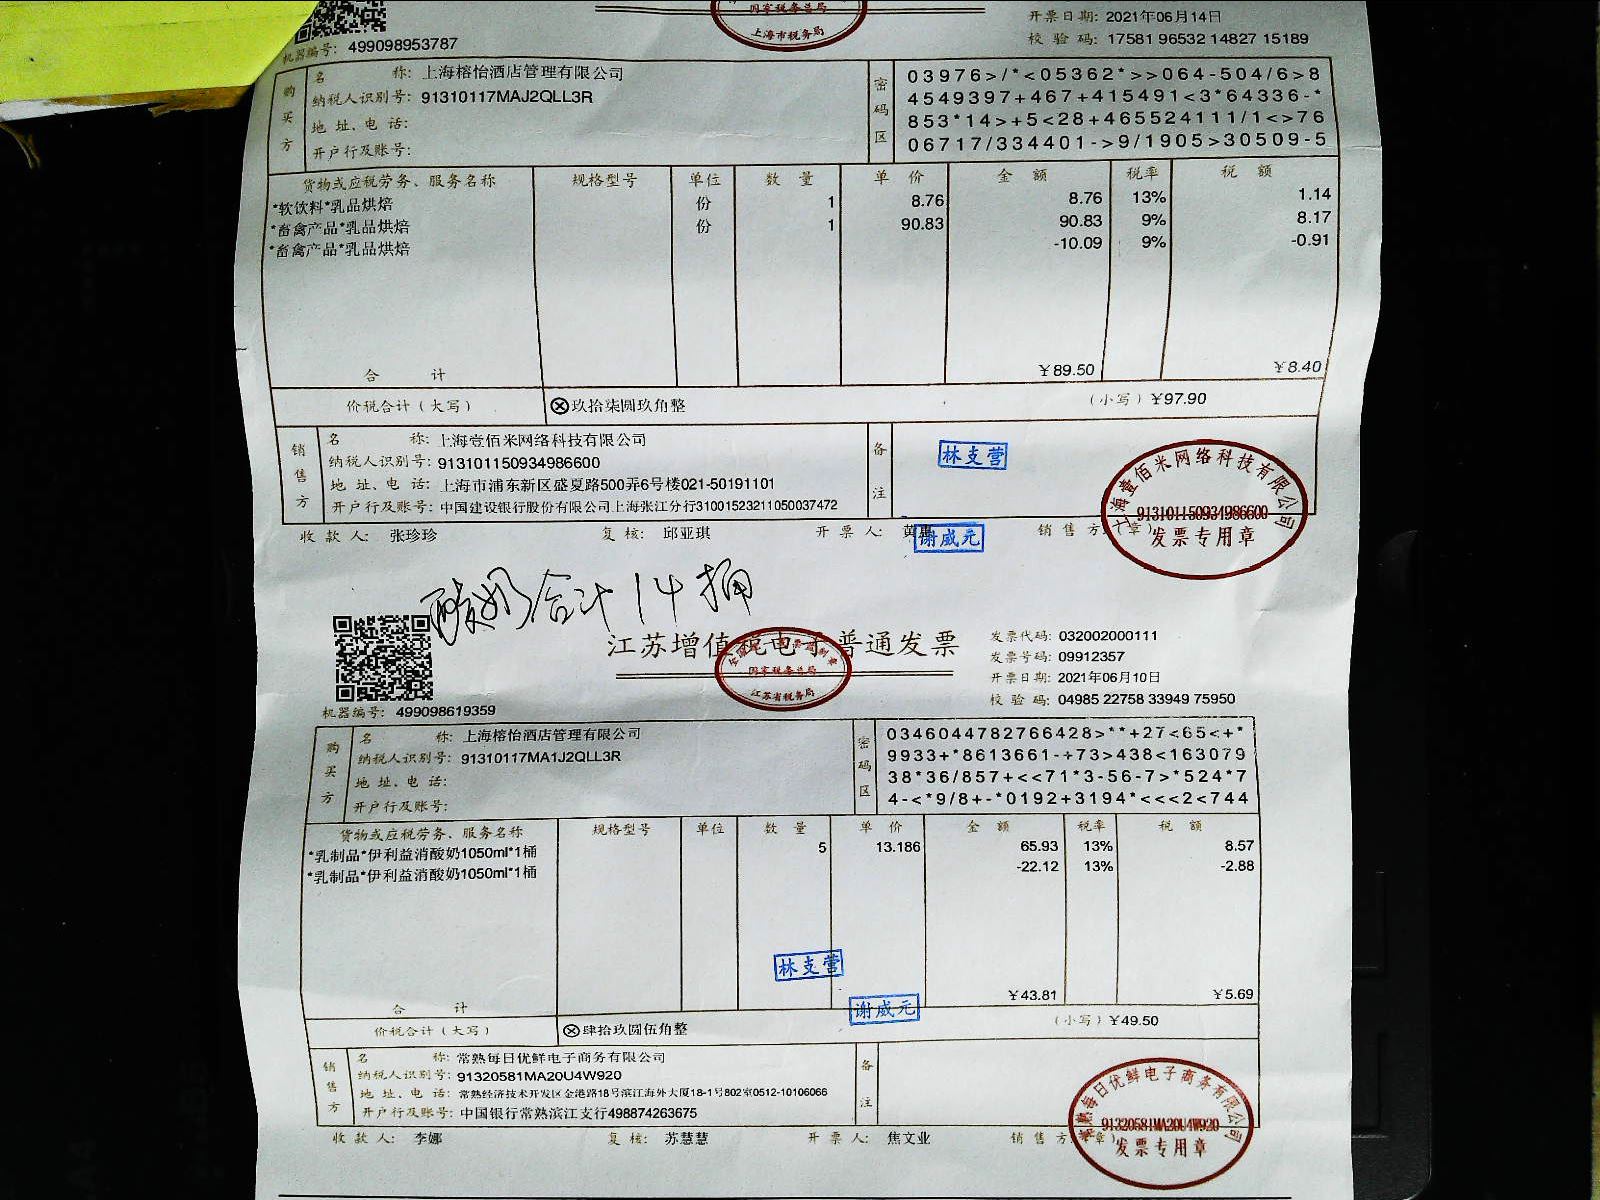 国家税务总局
上海市税务局
开票日期: 2021年06月14日
机器编号: 499098953787
校 验 码: 17581 96532 14827 15189
购买方
名 称: 上海榕怡酒店管理有限公司
纳税人识别号: 91310117MAJ2QLL3R
地 址、电 话:
开户行及账号:
密码区
03976>/*<05362*>>064-504/6>8
4549397+467+415491<3*64336-*
853*14>+5<28+465524111/1<>76
06717/334401->9/1905>30509-5
货物或应税劳务、服务名称 规格型号 单位 数 量 单 价 金 额 税率 税 额
*软饮料*乳品烘焙 份 1 8.76 8.76 13% 1.14
*畜禽产品*乳品烘焙 份 1 90.83 90.83 9% 8.17
*畜禽产品*乳品烘焙 -10.09 9% -0.91
合 计 ￥89.50 ￥8.40
价税合计（大写） ⊗玖拾柒圆玖角整 （小写）￥97.90
销售方
名 称: 上海壹佰米网络科技有限公司
纳税人识别号: 913101150934986600
地 址、电 话: 上海市浦东新区盛夏路500弄6号楼021-50191101
开户行及账号: 中国建设银行股份有限公司上海张江分行31001523211050037472
备注
林支营
上海壹佰米网络科技有限公司
913101150934986600
发票专用章
收 款 人: 张珍珍 复 核: 邱亚琪 开 票 人: 黄 销 售 方:(章)
谢威元
酸奶合计14桶
江苏增值税电子普通发票
国家税务总局
江苏省税务局
发票代码: 032002000111
发票号码: 09912357
开票日期: 2021年06月10日
校 验 码: 04985 22758 33949 75950
机器编号: 499098619359
购买方
名 称: 上海榕怡酒店管理有限公司
纳税人识别号: 91310117MA1J2QLL3R
地 址、电 话:
开户行及账号:
密码区
0346044782766428>**+27<65<+*
9933+*8613661-+73>438<163079
38*36/857+<<71*3-56-7>*524*7
4-<*9/8+-*0192+3194*<<<2<744
货物或应税劳务、服务名称 规格型号 单位 数 量 单 价 金 额 税率 税 额
*乳制品*伊利益消酸奶1050ml*1桶 5 13.186 65.93 13% 8.57
*乳制品*伊利益消酸奶1050ml*1桶 -22.12 13% -2.88
林支营
合 计 ￥43.81 ￥5.69
谢威元
价税合计（大写） ⊗肆拾玖圆伍角整 （小写）￥49.50
销售方
名 称: 常熟每日优鲜电子商务有限公司
纳税人识别号: 91320581MA20U4W920
地 址、电 话: 常熟经济技术开发区金港路18号滨江海外大厦18-1号802室0512-10106066
开户行及账号: 中国银行常熟滨江支行498874263675
备注
常熟每日优鲜电子商务有限公司
91320581MA20U4W920
发票专用章
收 款 人: 李娜 复 核: 苏慧慧 开 票 人: 焦文业 销 售 方:(章)